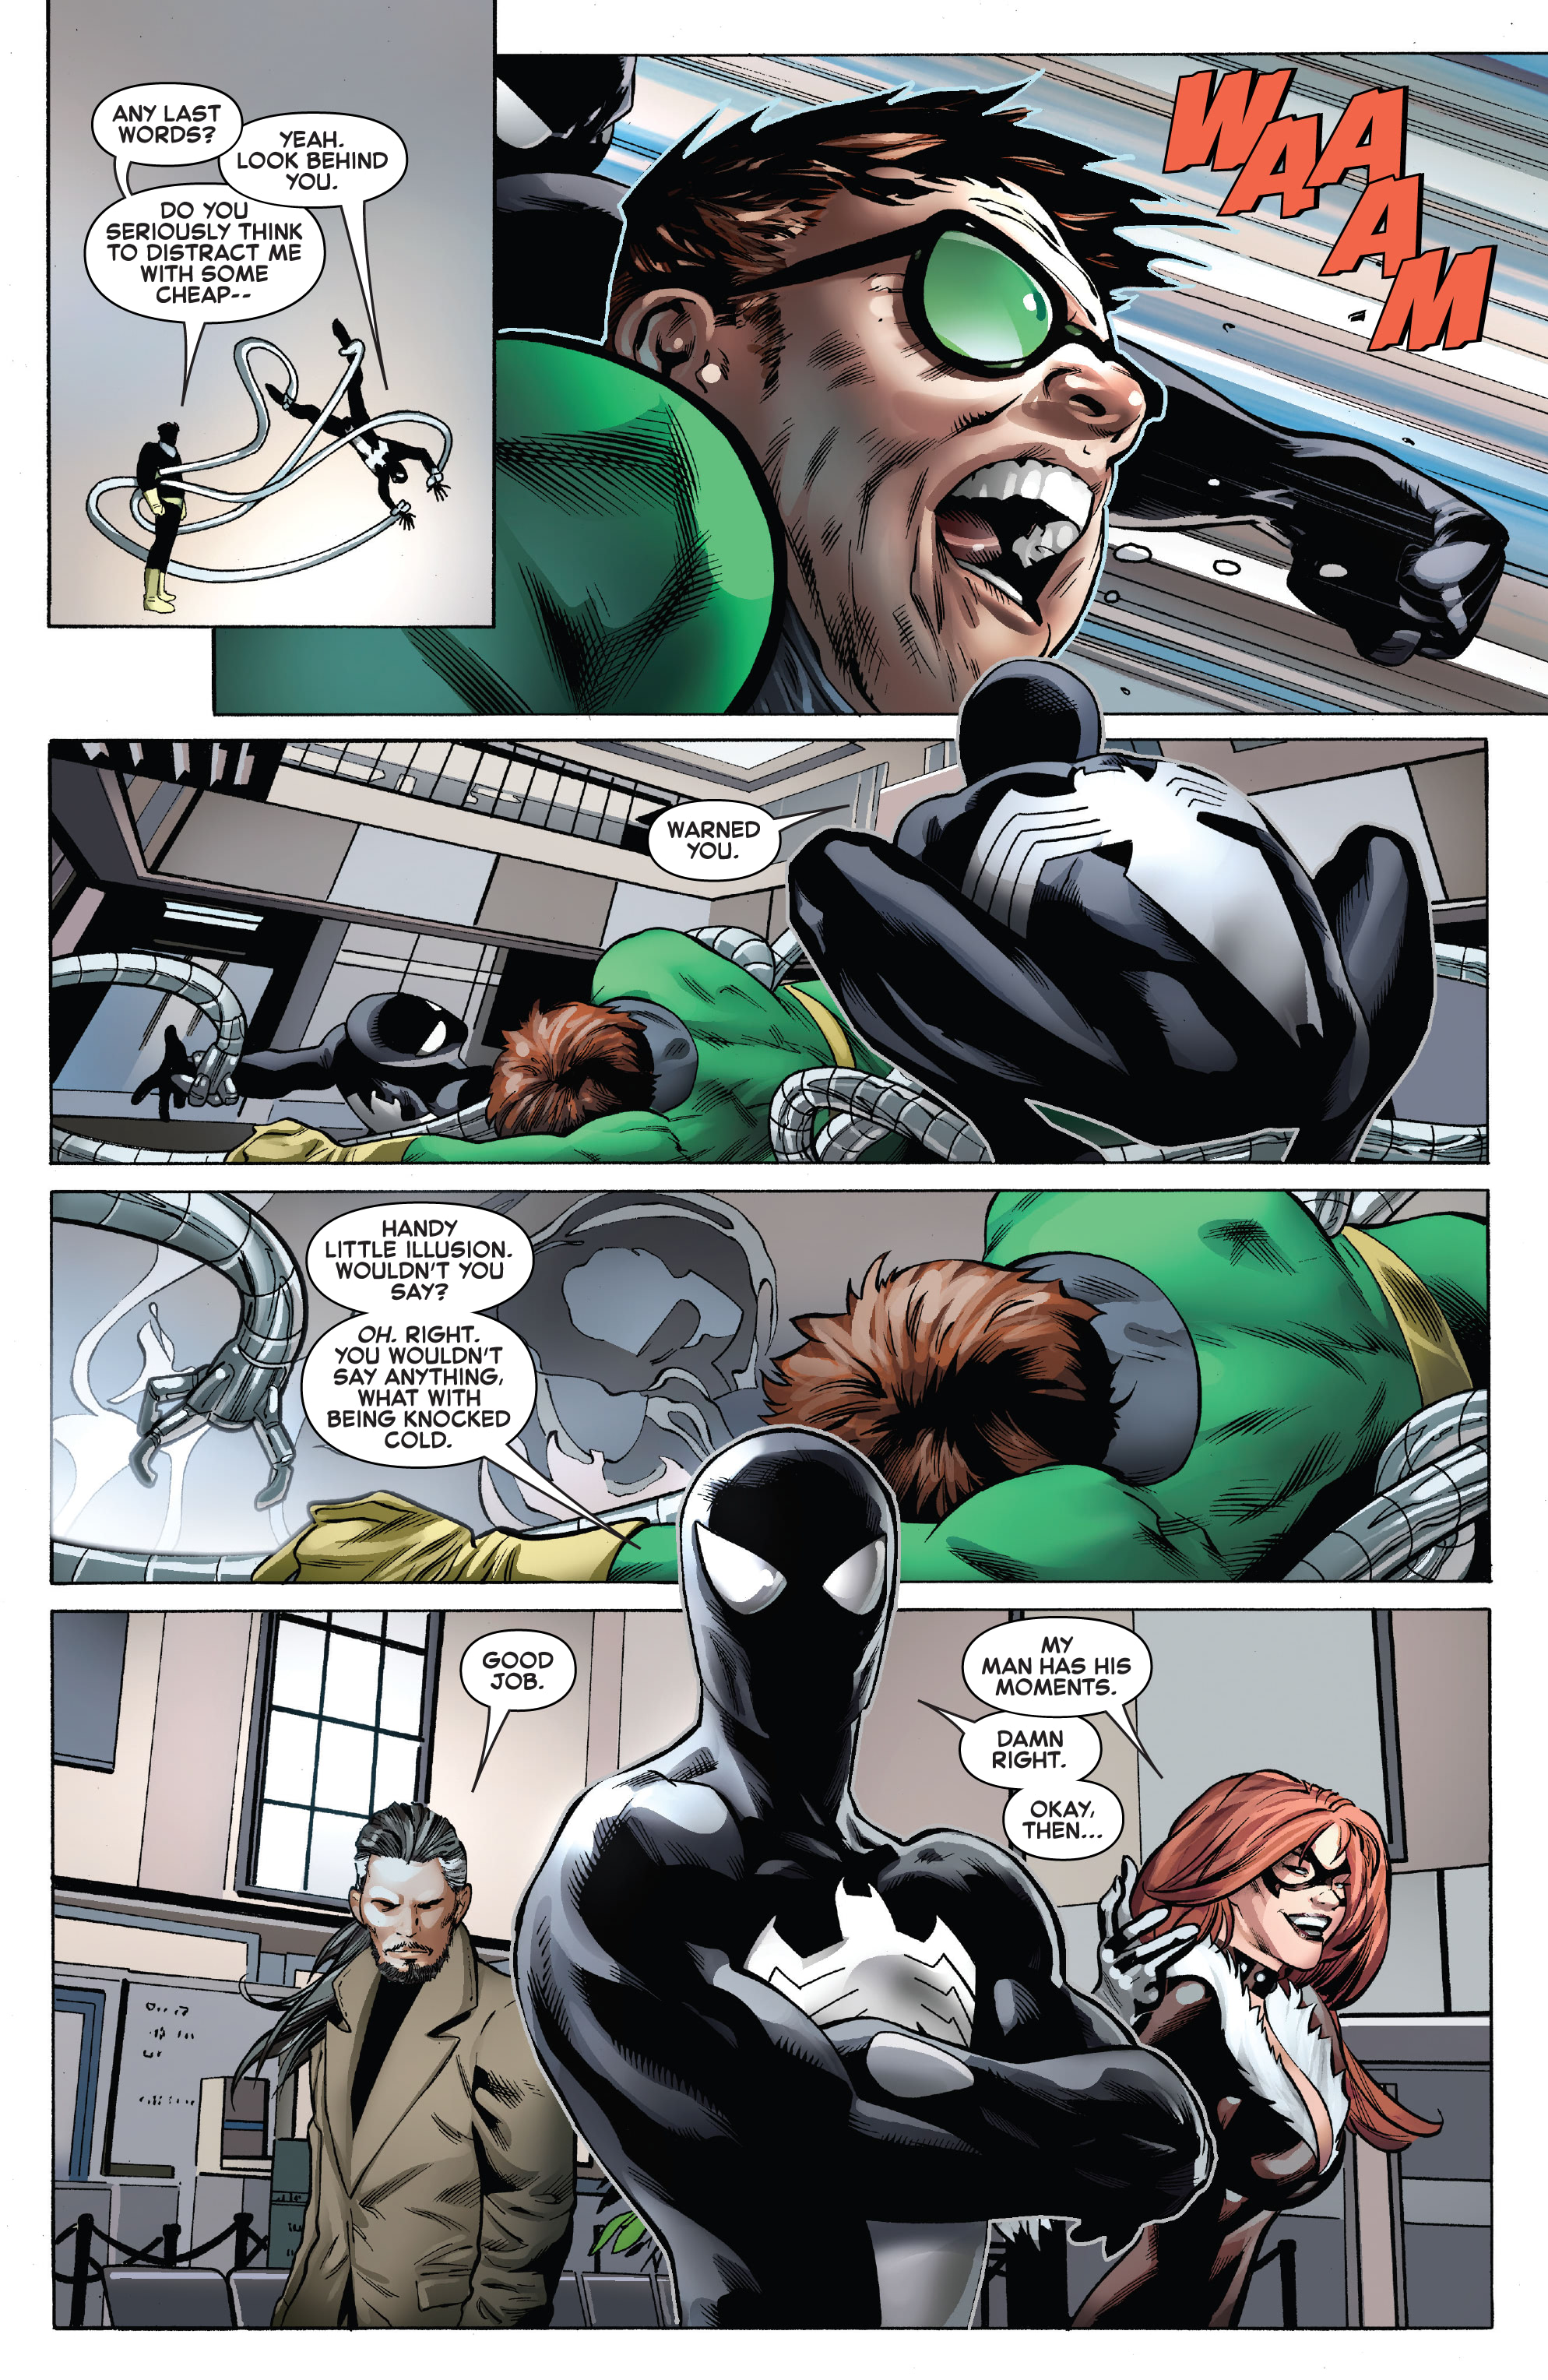 ANY LAST
WORDS?
YEAH.
LOOK BEHIND
YOU.
DO YOU
SERIOUSLY THINK
TO DISTRACT ME
WITH SOME
CHEAP--
WAAAM
WARNED
YOU.
HANDY
LITTLE ILLUSION.
WOULDN'T YOU
SAY?
OH. RIGHT.
YOU WOULDN'T
SAY ANYTHING,
WHAT WITH
BEING KNOCKED
COLD.
GOOD
JOB.
MY
MAN HAS HIS
MOMENTS.
DAMN
RIGHT.
OKAY,
THEN...